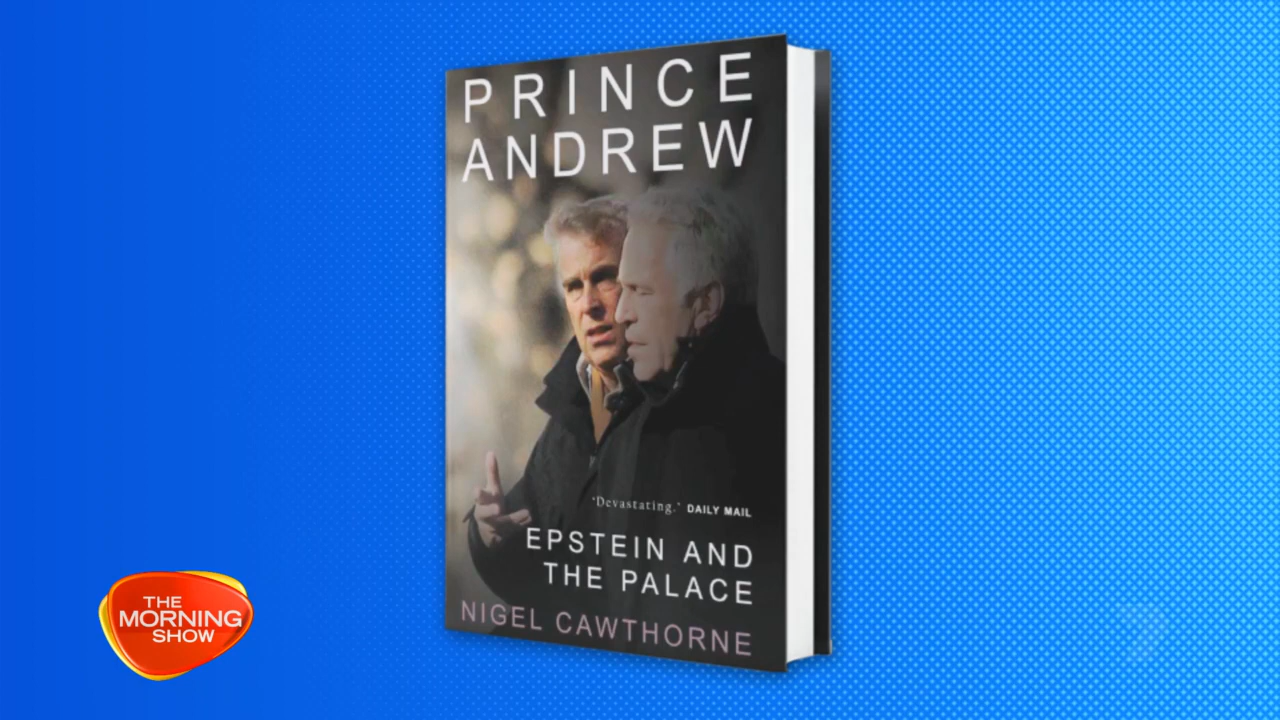 PRINCE
ANDREW
'Devastating.' DAILY MAIL
EPSTEIN AND
THE PALACE
NIGEL CAWTHORNE
THE
MORNING
SHOW